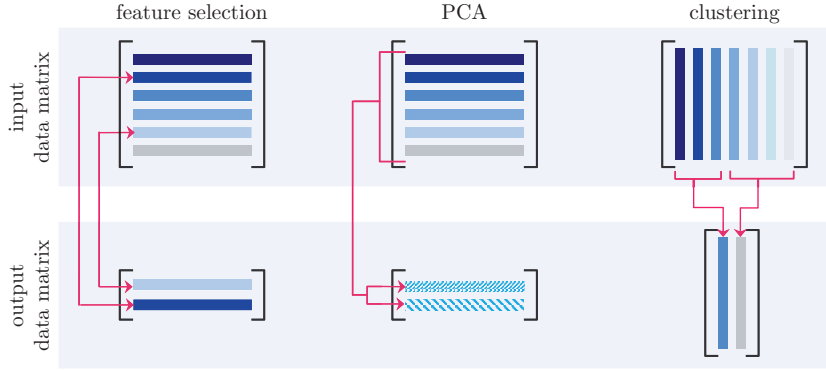 feature selection
PCA
clustering
input
data matrix
output
data matrix